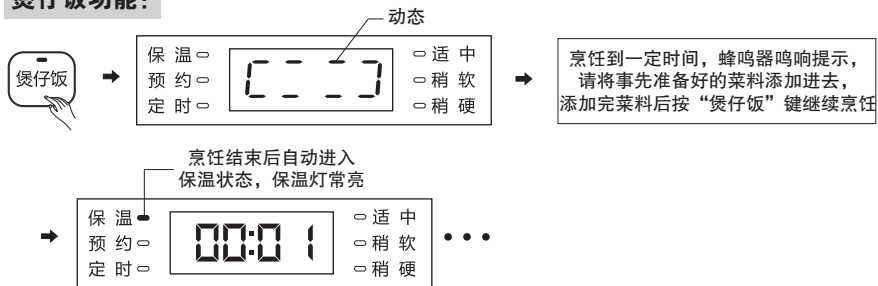 煲仔饭功能：
动态
煲仔饭
保 温
预 约
定 时
适 中
稍 软
稍 硬
烹饪到一定时间，蜂鸣器鸣响提示，
请将事先准备好的菜料添加进去，
添加完菜料后按“煲仔饭”键继续烹饪
烹饪结束后自动进入
保温状态，保温灯常亮
保 温
预 约
定 时
00:01
适 中
稍 软
稍 硬